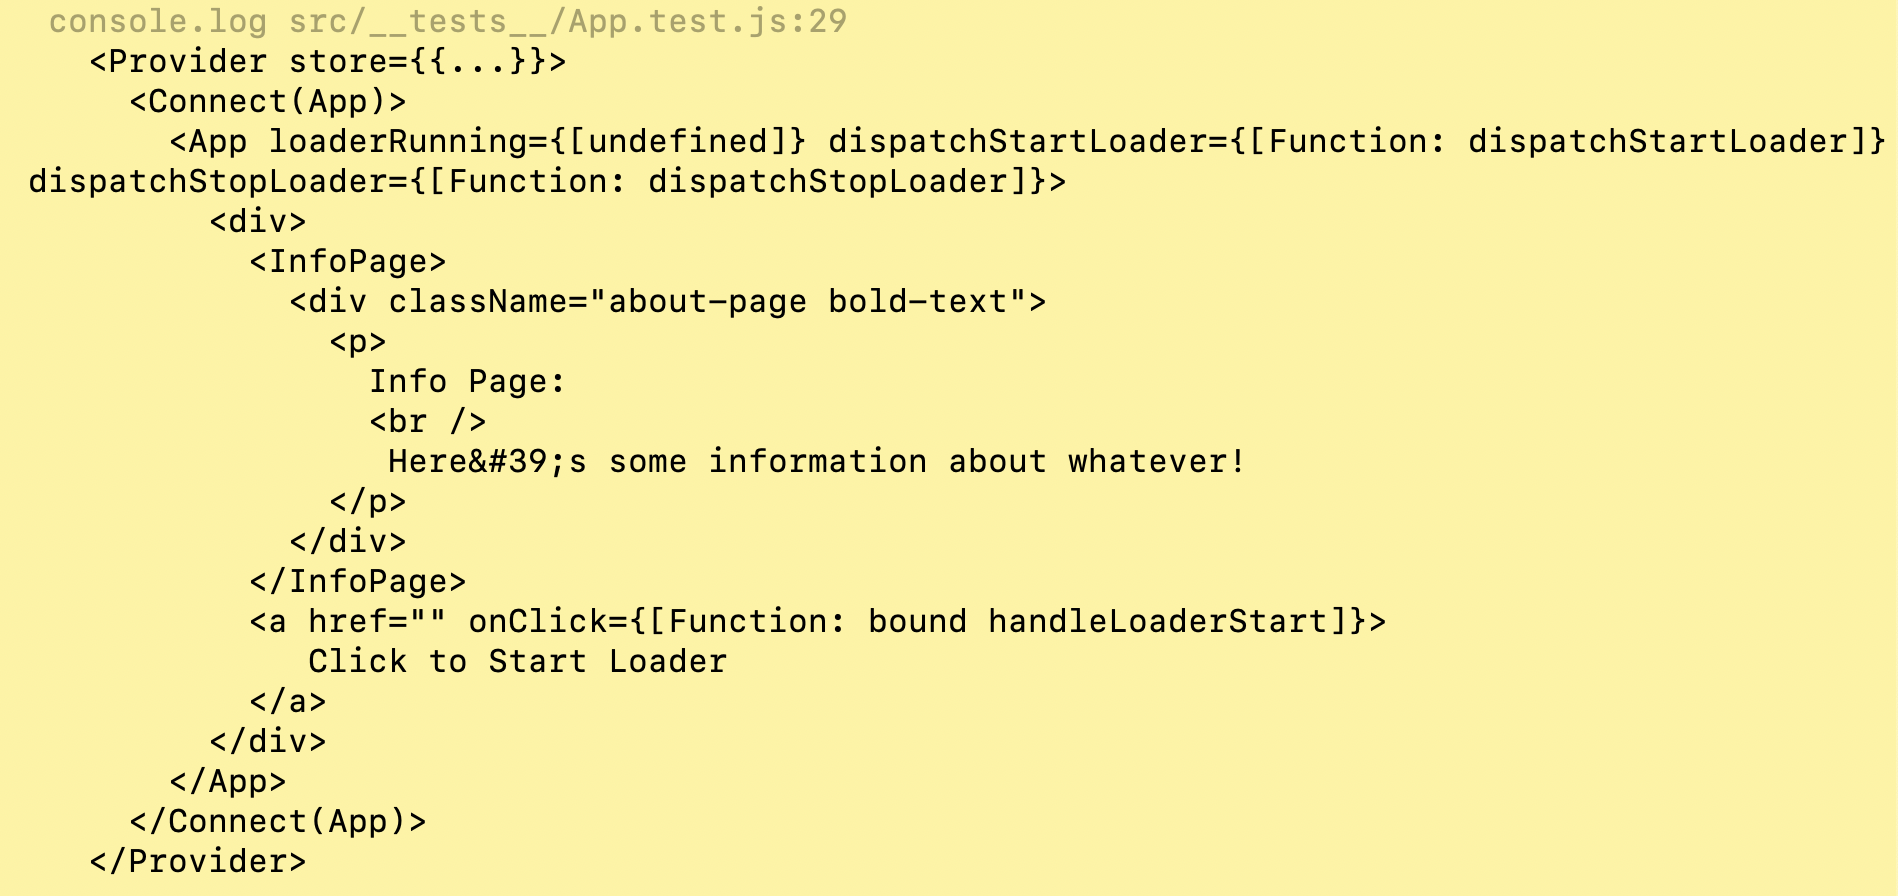 console.log src/__tests__/App.test.js:29
<Provider store={{...}}>
<Connect(App)>
<App loaderRunning={[undefined]} dispatchStartLoader={[Function: dispatchStartLoader]}
dispatchStopLoader={[Function: dispatchStopLoader]}>
<div>
<InfoPage>
<div className="about-page bold-text">
<p>
Info Page:
<br />
Here&#39;s some information about whatever!
</p>
</div>
</InfoPage>
<a href="" onClick={[Function: bound handleLoaderStart]}>
Click to Start Loader
</a>
</div>
</App>
</Connect(App)>
</Provider>